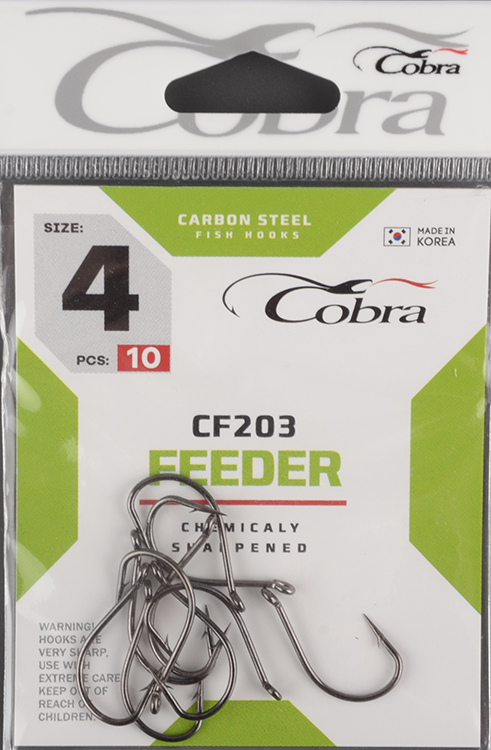 Cobra
Cobra
SIZE:
4
PCS: 10
CARBON STEEL
FISH HOOKS
MADE IN
KOREA
Cobra
CF203
FEEDER
CHEMICALY
SHARPENED
WARNING!
HOOKS ARE
VERY SHARP,
USE WITH
EXTREME CARE
KEEP OUT OF
REACH OF
CHILDREN.